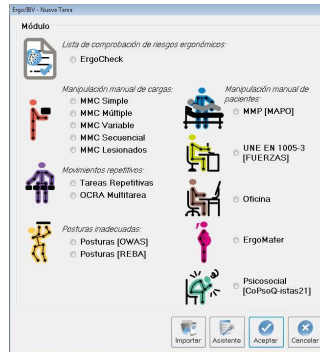 Ergo/IBV - Nueva Tarea
Módulo
Lista de comprobación de riesgos ergonómicos:
ErgoCheck
Manipulación manual de cargas:
MMC Simple
MMC Múltiple
MMC Variable
MMC Secuencial
MMC Lesionados
Movimientos repetitivos:
Tareas Repetitivas
OCRA Multitarea
Posturas inadecuadas:
Posturas [OWAS]
Posturas [REBA]
Manipulación manual de
pacientes:
MMP [MAPO]
UNE EN 1005-3
[FUERZAS]
Oficina
ErgoMater
Psicosocial
[CoPsoQ-istas21]
Importar
Asistente
Aceptar
Cancelar